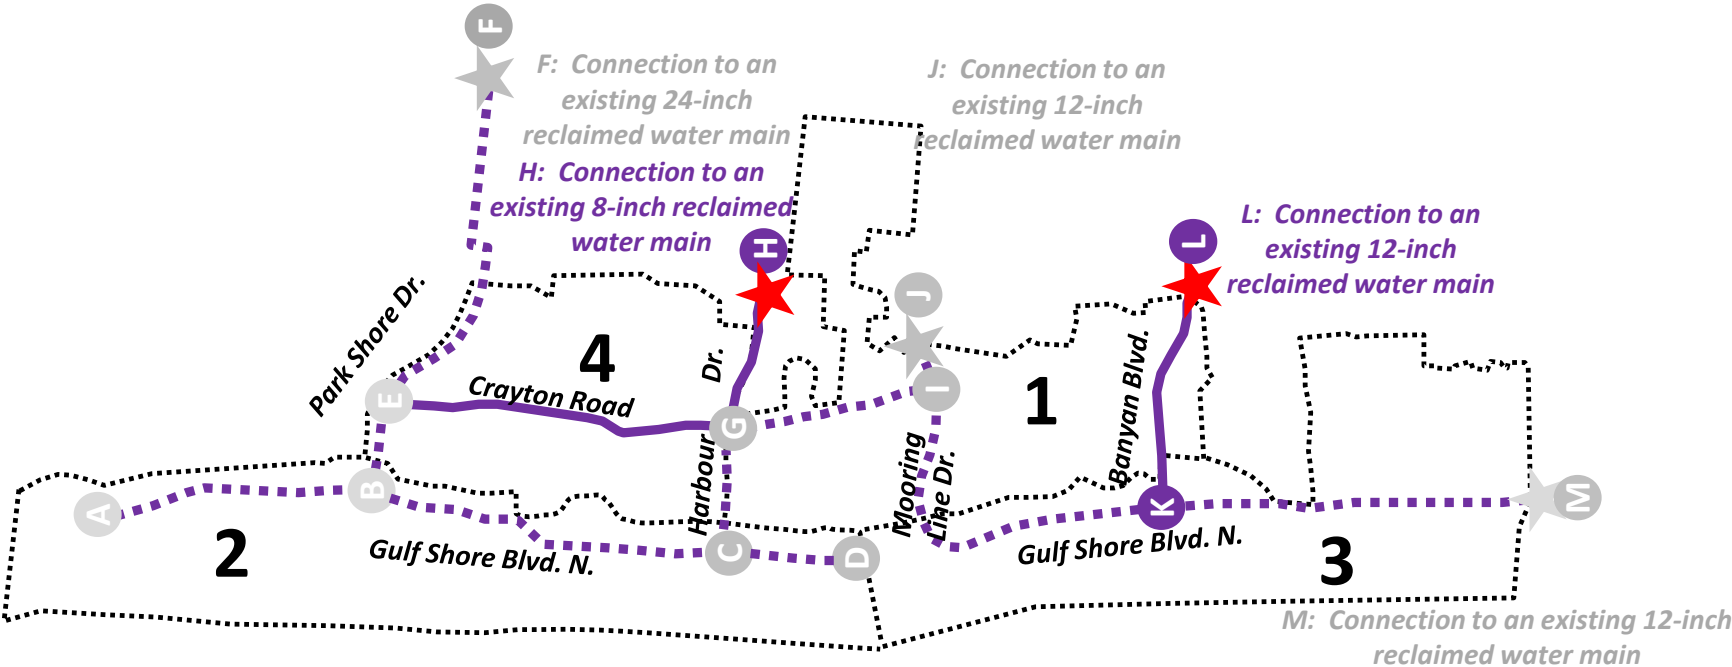 F
F: Connection to an
existing 24-inch
reclaimed water main
J: Connection to an
existing 12-inch
reclaimed water main
H: Connection to an
existing 8-inch reclaimed
water main
H
L
L: Connection to an
existing 12-inch
reclaimed water main
J
Park Shore Dr.
4
Crayton Road
Harbour Dr.
E
G
I
1
Banyan Blvd.
Mooring
Line Dr.
A
B
K
M
2
Gulf Shore Blvd. N.
C
D
Gulf Shore Blvd. N.
3
M: Connection to an existing 12-inch
reclaimed water main